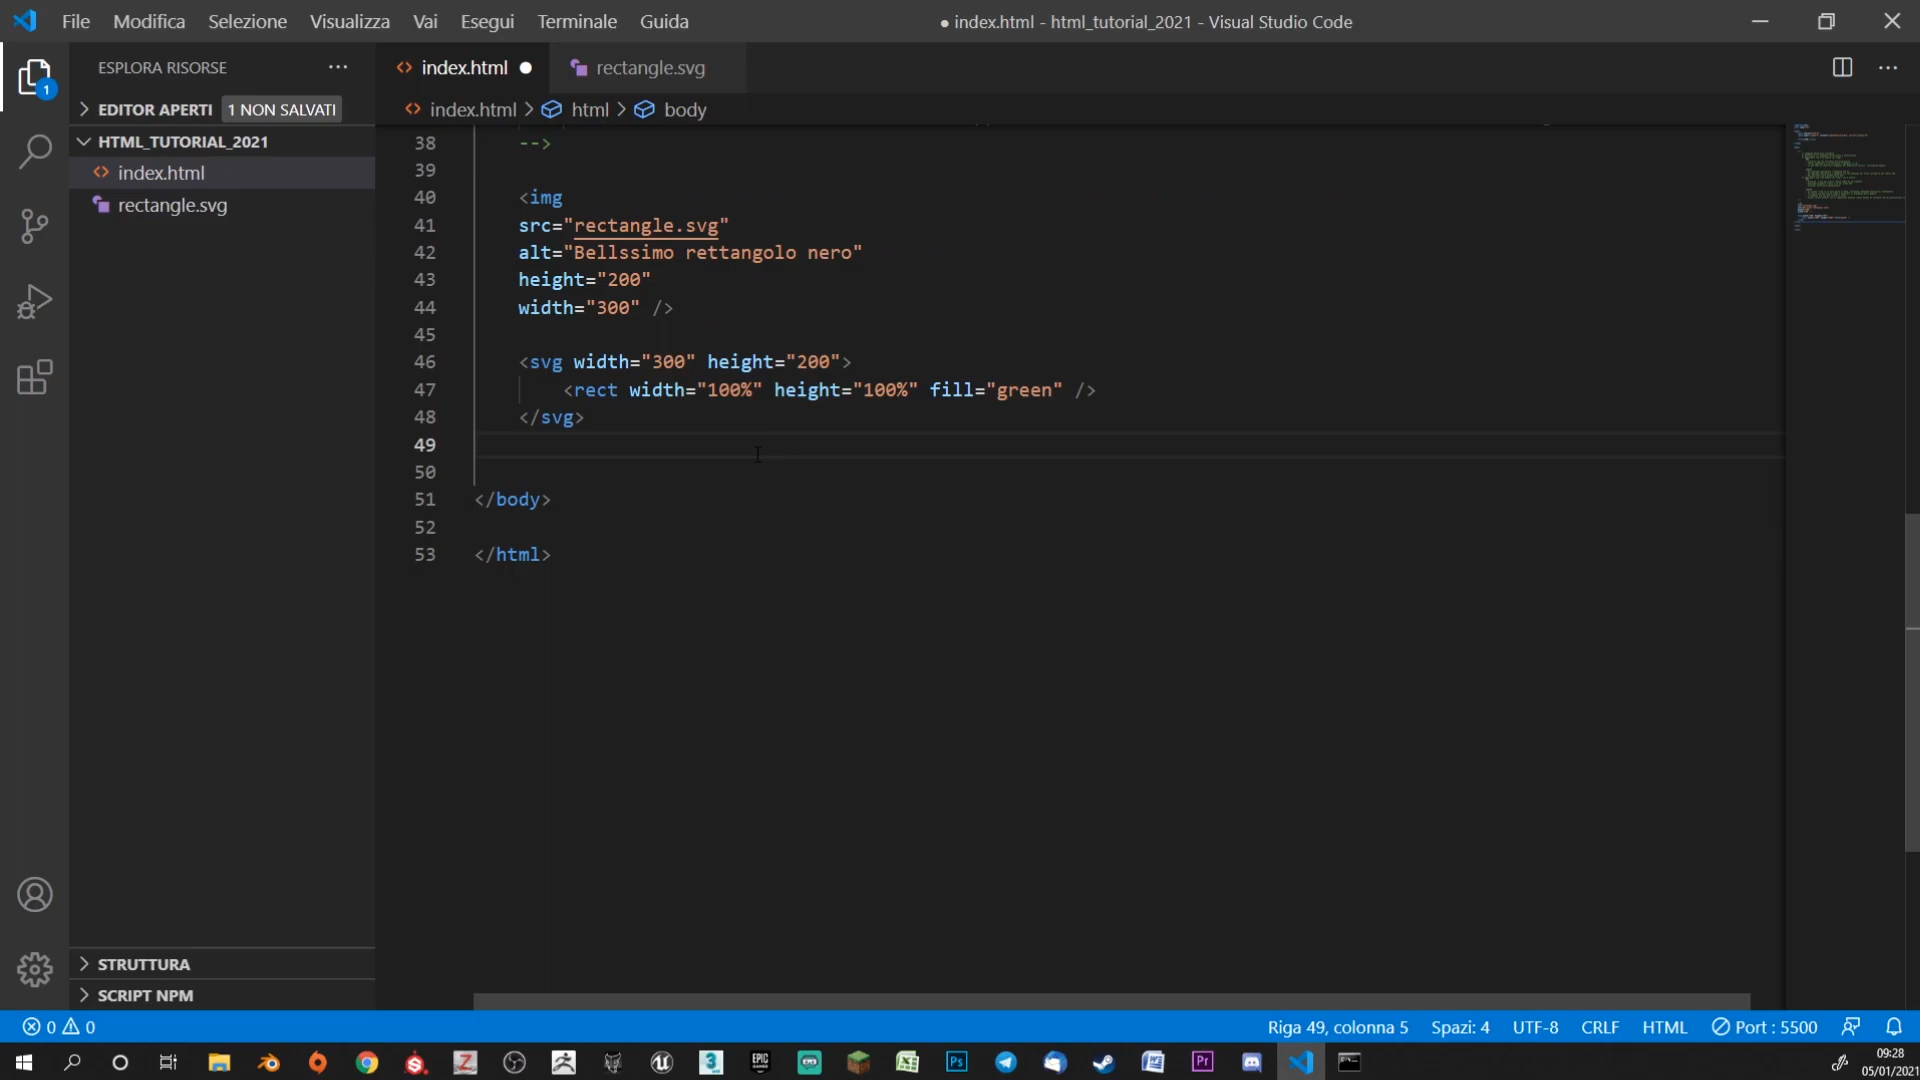 File Modifica Selezione Visualizza Vai Esegui Terminale Guida
● index.html - html_tutorial_2021 - Visual Studio Code
ESPLORA RISORSE ···
index.html ● rectangle.svg
1
EDITOR APERTI 1 NON SALVATI
index.html > html > body
HTML_TUTORIAL_2021
index.html
rectangle.svg
38 -->
39
40 <img
41 src="rectangle.svg"
42 alt="Bellssimo rettangolo nero"
43 height="200"
44 width="300" />
45
46 <svg width="300" height="200">
47 <rect width="100%" height="100%" fill="green" />
48 </svg>
49
50
51 </body>
52
53 </html>
STRUTTURA
SCRIPT NPM
0 0 Riga 49, colonna 5 Spazi: 4 UTF-8 CRLF HTML Port : 5500
09:28
05/01/2021